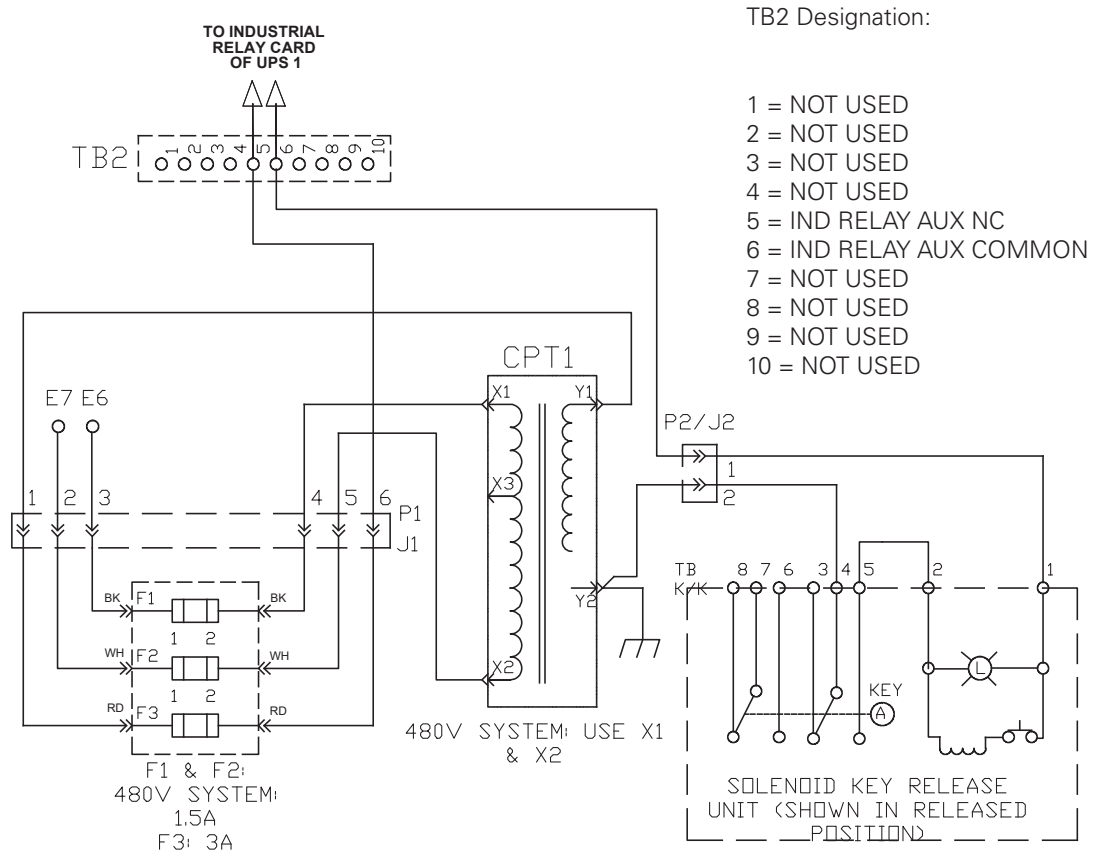 TB2 Designation:
TO INDUSTRIAL
RELAY CARD
OF UPS 1
1 = NOT USED
2 = NOT USED
3 = NOT USED
4 = NOT USED
5 = IND RELAY AUX NC
6 = IND RELAY AUX COMMON
7 = NOT USED
8 = NOT USED
9 = NOT USED
10 = NOT USED
TB2
1 2 3 4 5 6 7 8 9 10
CPT1
X1
Y1
X3
X2
Y2
E7 E6
P2/J2
1
2
1 2 3 4 5 6
P1
J1
BK F1 BK
1 2
WH F2 WH
1 2
RD F3 RD
F1 & F2:
480V SYSTEM:
1.5A
F3: 3A
480V SYSTEM: USE X1
& X2
TB
K/K
8 7 6 3 4 5 2 1
L
KEY
A
SOLENOID KEY RELEASE
UNIT (SHOWN IN RELEASED
POSITION)